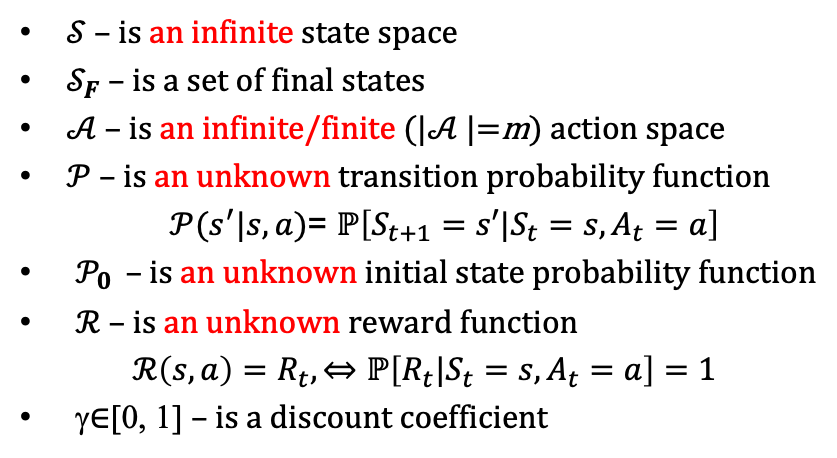 • 𝒮 – is an infinite state space
• 𝒮_F – is a set of final states
• 𝒜 – is an infinite/finite (|𝒜 |=m) action space
• 𝒫 – is an unknown transition probability function
𝒫(s′|s, a)= ℙ[S_{t+1} = s′|S_t = s, A_t = a]
• 𝒫_0 – is an unknown initial state probability function
• ℛ – is an unknown reward function
ℛ(s, a) = R_t, ⇔ ℙ[R_t|S_t = s, A_t = a] = 1
• γ∈[0, 1] – is a discount coefficient